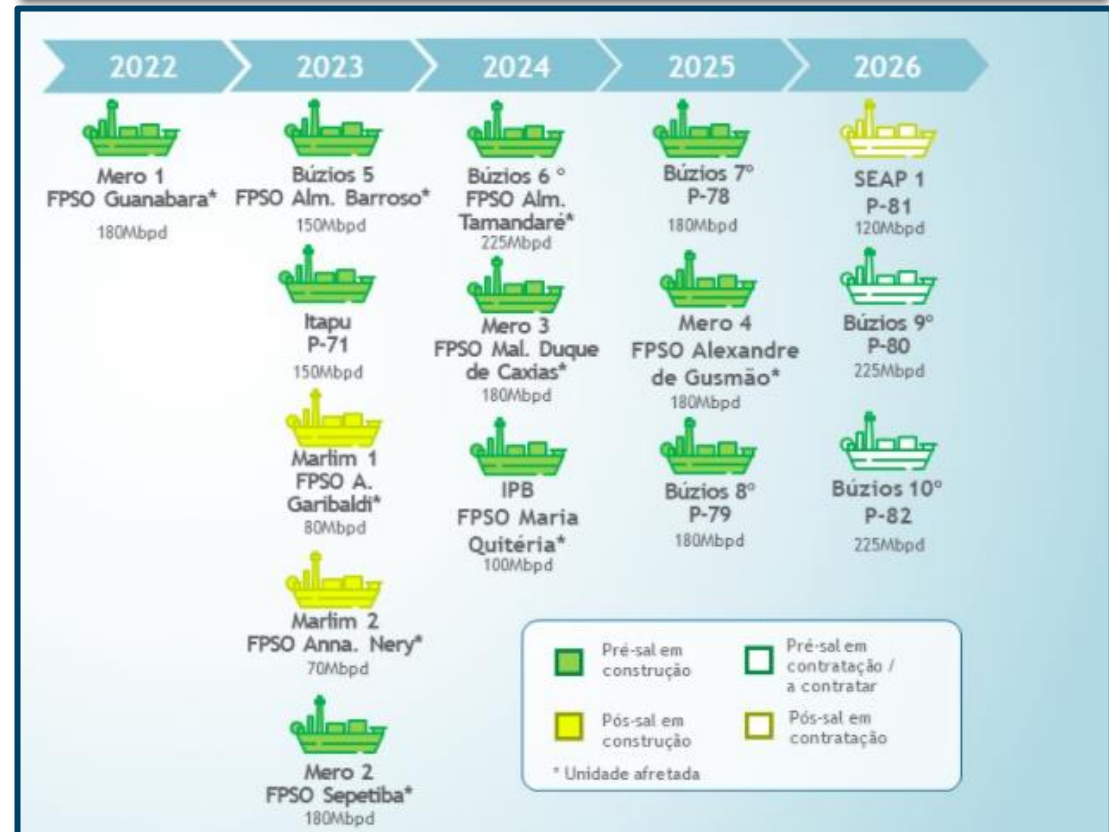 2022
2023
2024
2025
2026
Mero 1
FPSO Guanabara*
180Mbpd
Búzios 5
FPSO Alm. Barroso*
150Mbpd
Itapu
P-71
150Mbpd
Marlim 1
FPSO A.
Garibaldi*
80Mbpd
Marlim 2
FPSO Anna. Nery*
70Mbpd
Mero 2
FPSO Sepetiba*
180Mbpd
Búzios 6 º
FPSO Alm.
Tamandaré*
225Mbpd
Mero 3
FPSO Mal. Duque
de Caxias*
180Mbpd
IPB
FPSO Maria
Quitéria*
100Mbpd
Búzios 7º
P-78
180Mbpd
Mero 4
FPSO Alexandre
de Gusmão*
180Mbpd
Búzios 8º
P-79
180Mbpd
SEAP 1
P-81
120Mbpd
Búzios 9º
P-80
225Mbpd
Búzios 10º
P-82
225Mbpd
Pré-sal em
construção
Pré-sal em
contratação /
a contratar
Pós-sal em
construção
Pós-sal em
contratação
* Unidade afretada